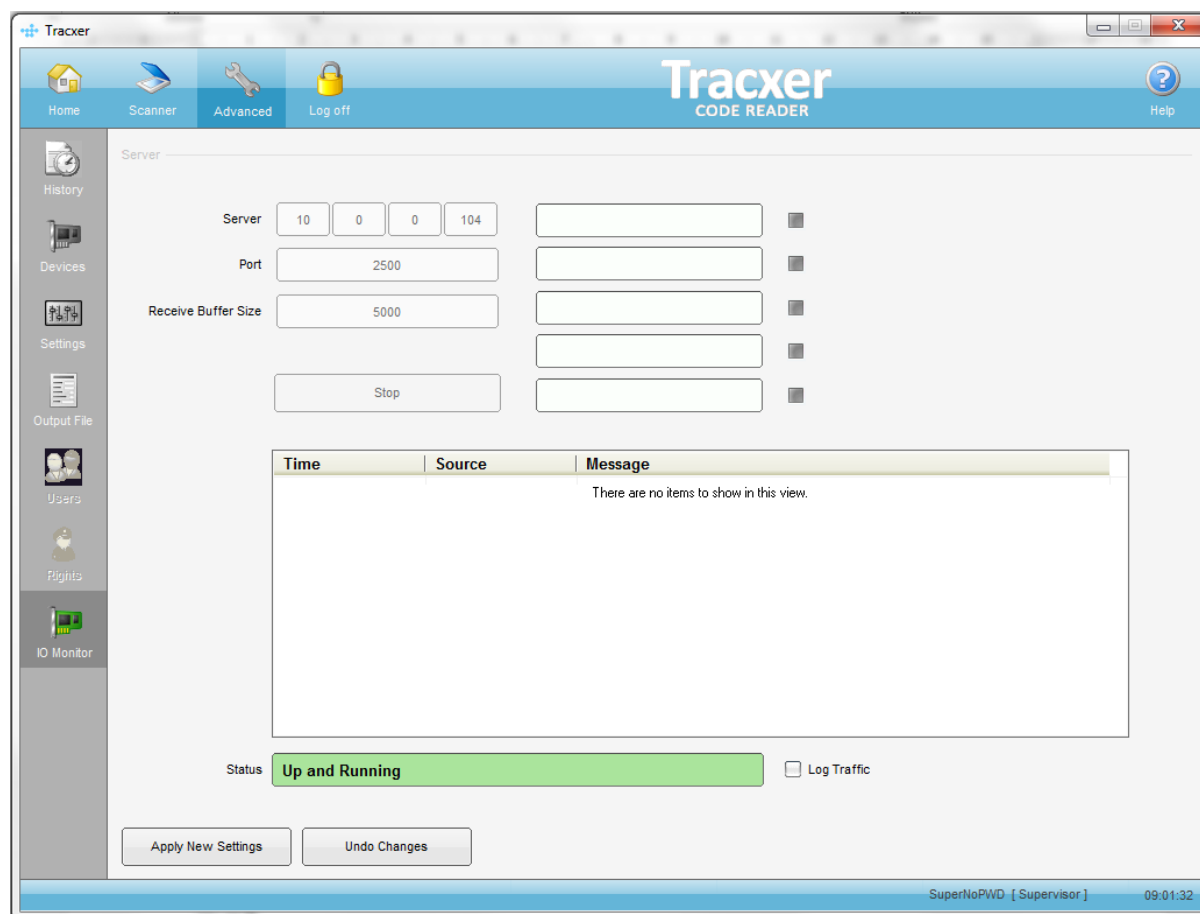 Tracxer
Home
Scanner
Advanced
Log off
Tracxer
CODE READER
Help
History
Devices
Settings
Output File
Users
Rights
IO Monitor
Server
Server 10 0 0 104
Port 2500
Receive Buffer Size 5000
Stop
Time Source Message
There are no items to show in this view.
Status Up and Running Log Traffic
Apply New Settings Undo Changes
SuperNoPWD [ Supervisor ] 09:01:32